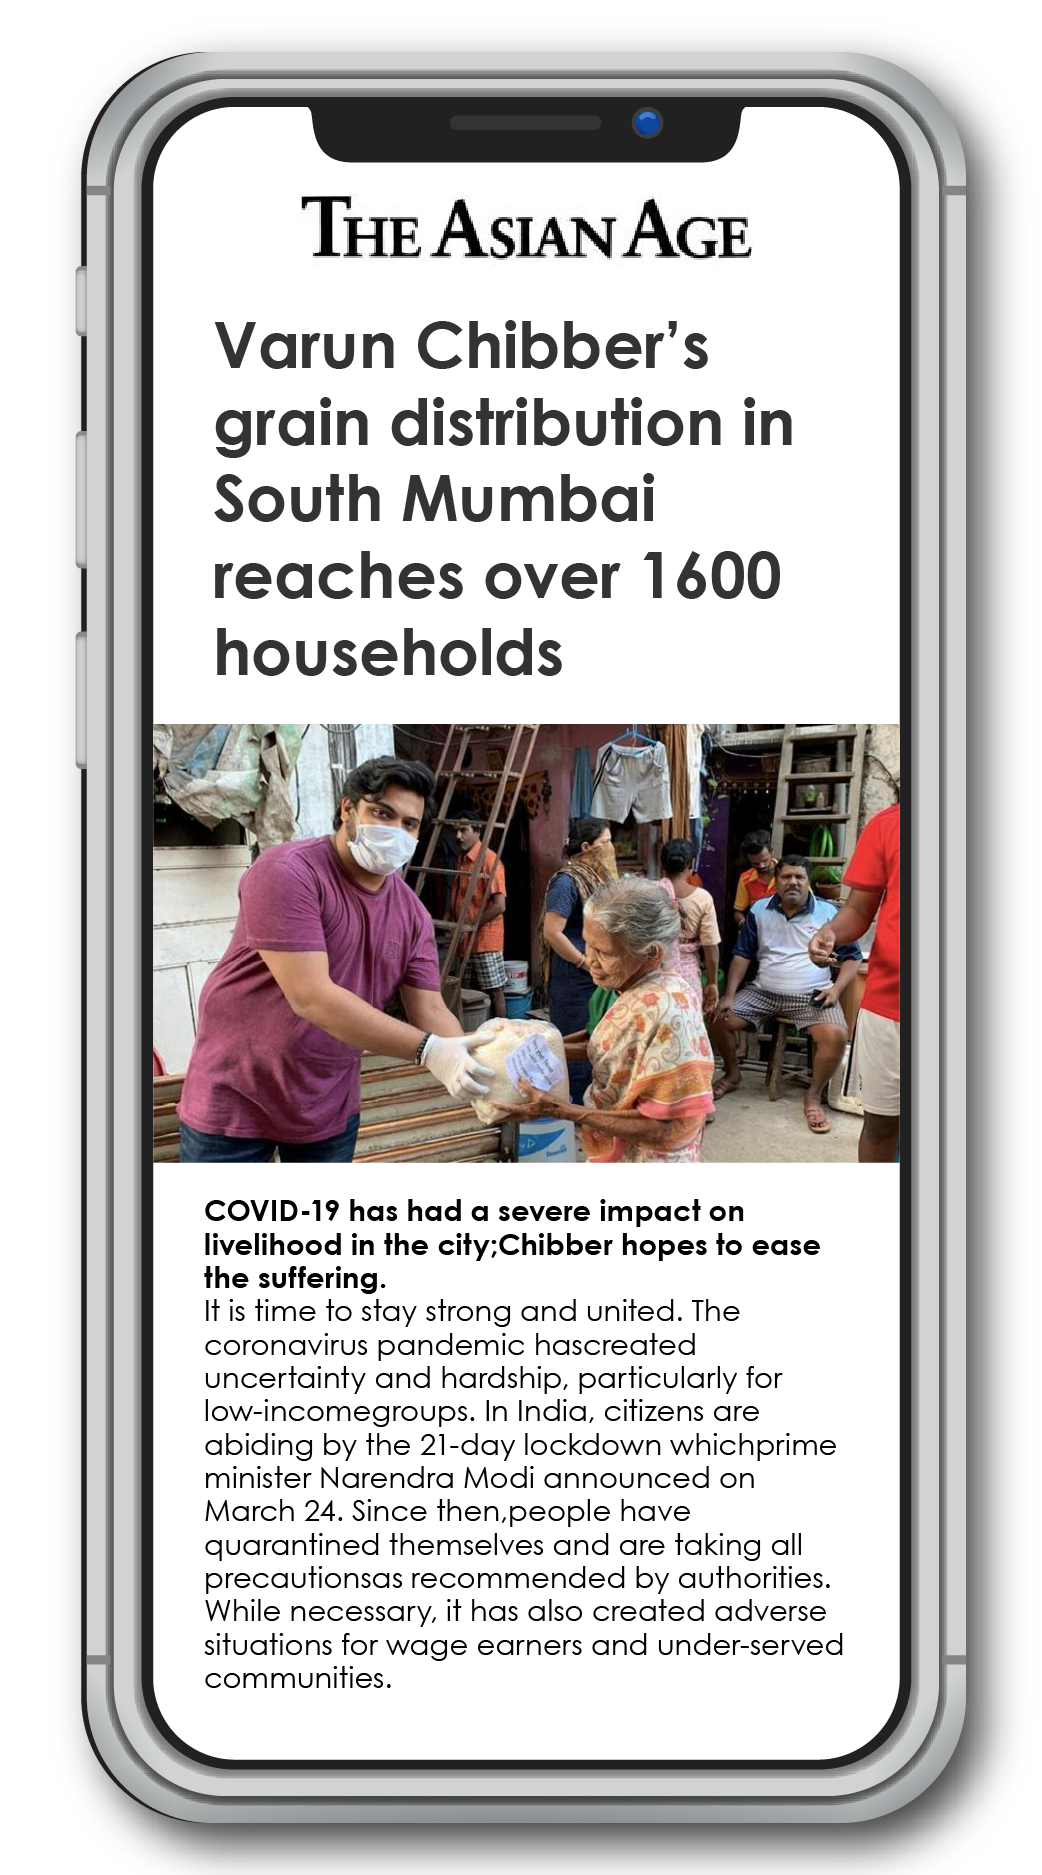 THE ASIAN AGE
Varun Chibber’s
grain distribution in
South Mumbai
reaches over 1600
households
COVID-19 has had a severe impact on
livelihood in the city;Chibber hopes to ease
the suffering.
It is time to stay strong and united. The
coronavirus pandemic hascreated
uncertainty and hardship, particularly for
low-incomegroups. In India, citizens are
abiding by the 21-day lockdown whichprime
minister Narendra Modi announced on
March 24. Since then,people have
quarantined themselves and are taking all
precautionsas recommended by authorities.
While necessary, it has also created adverse
situations for wage earners and under-served
communities.